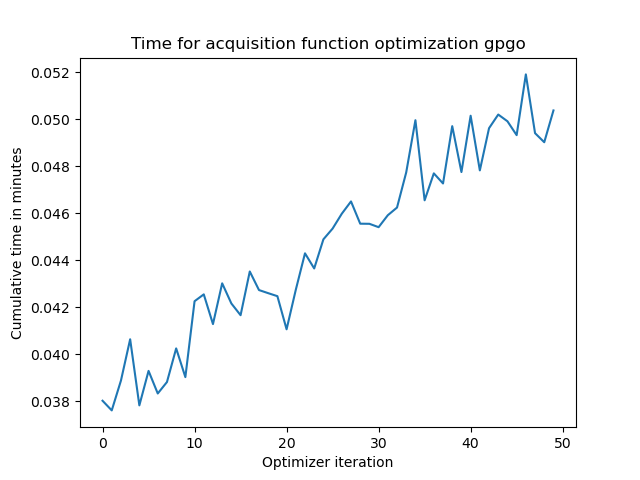 Time for acquisition function optimization gpgo
0.052
0.050
0.048
0.046
0.044
0.042
0.040
0.038
Cumulative time in minutes
0 10 20 30 40 50
Optimizer iteration